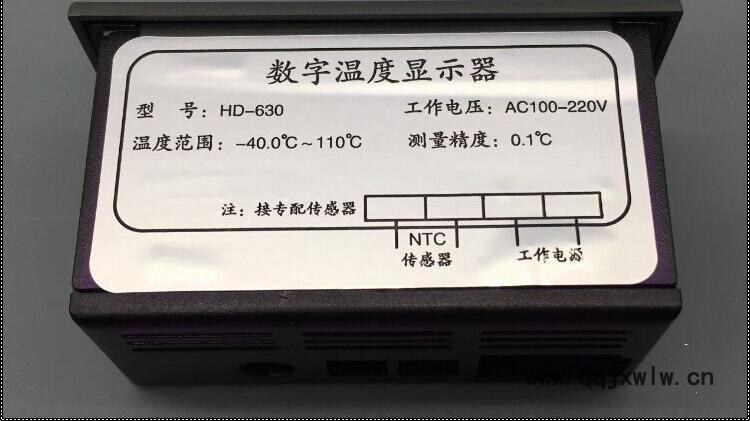 数字温度显示器
型 号：HD-630 工作电压：AC100-220V
温度范围：-40.0℃～110℃ 测量精度：0.1℃
注：接专配传感器
NTC
传感器 工作电源
www.qqjxwlw.cn